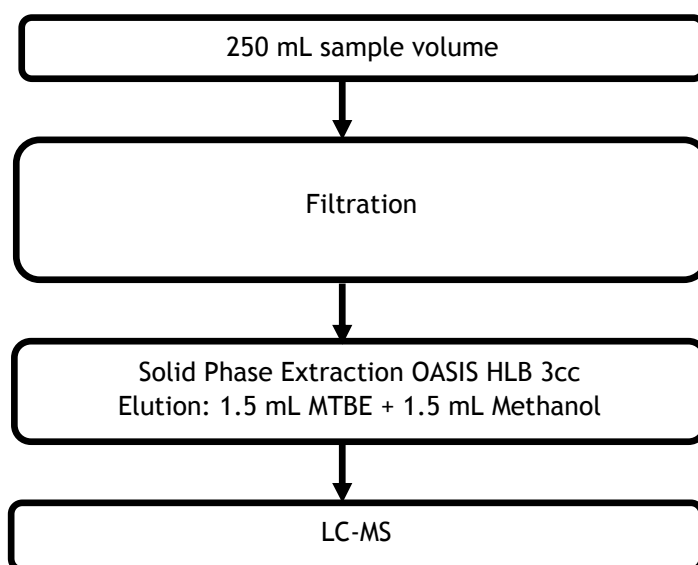 250 mL sample volume
Filtration
Solid Phase Extraction OASIS HLB 3cc
Elution: 1.5 mL MTBE + 1.5 mL Methanol
LC-MS